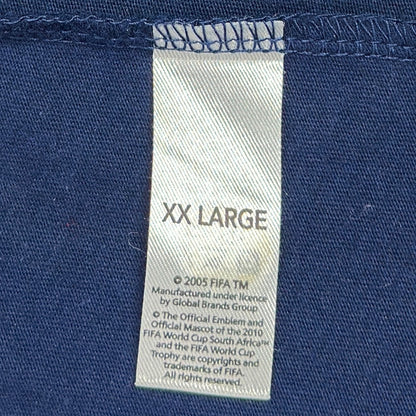 XX LARGE
© 2005 FIFA TM
Manufactured under licence
by Global Brands Group
© The Official Emblem and
Official Mascot of the 2010
FIFA World Cup South Africa™
and the FIFA World Cup
Trophy are copyrights and
trademarks of FIFA.
All rights reserved.